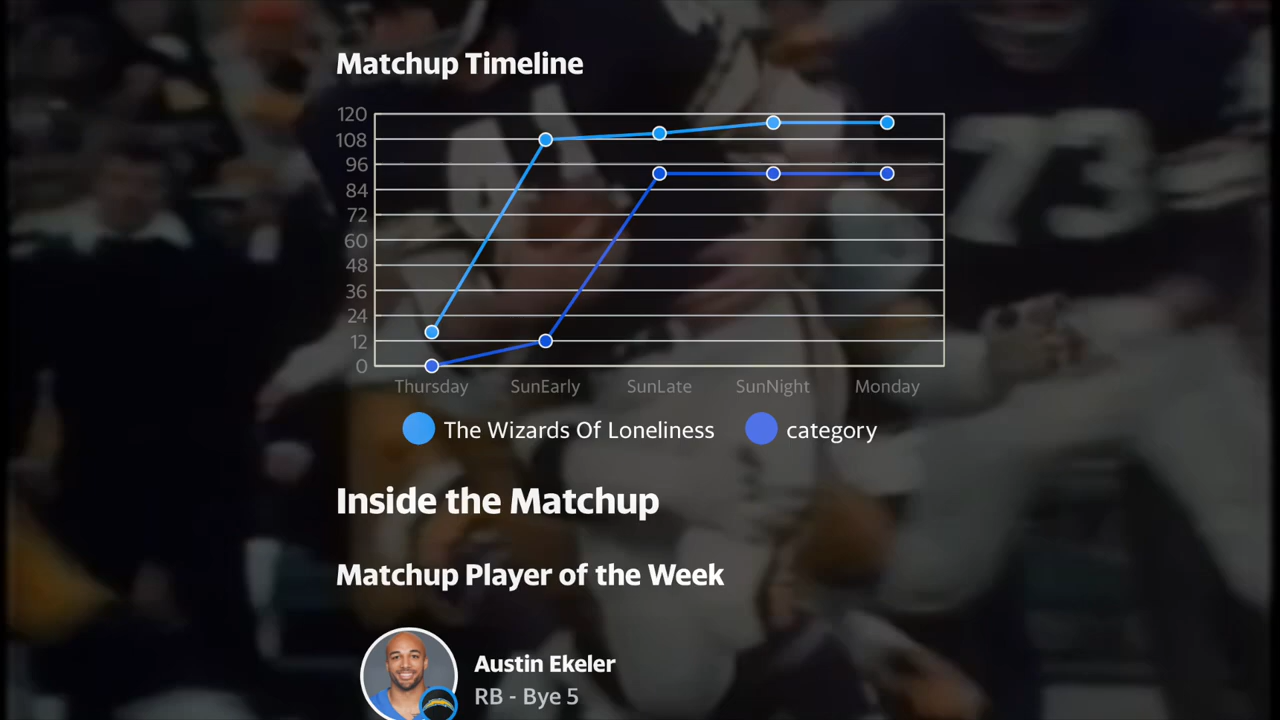 Matchup Timeline
120
108
96
84
72
60
48
36
24
12
0
Thursday SunEarly SunLate SunNight Monday
The Wizards Of Loneliness category
73
Inside the Matchup
Matchup Player of the Week
Austin Ekeler
RB - Bye 5